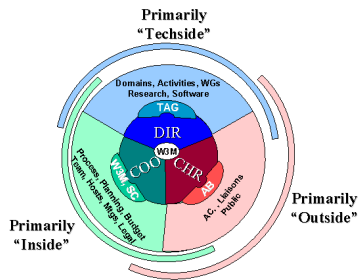 Primarily
“Techside”
Domains, Activities, WGs
Research, Software
TAG
DIR
W3M
COO
CHR
W3M, SC
AB
Process, Planning, Budget
Team, Hosts, Mtgs, Legal
AC, Liaisons
Public
Primarily
“Inside”
Primarily
“Outside”